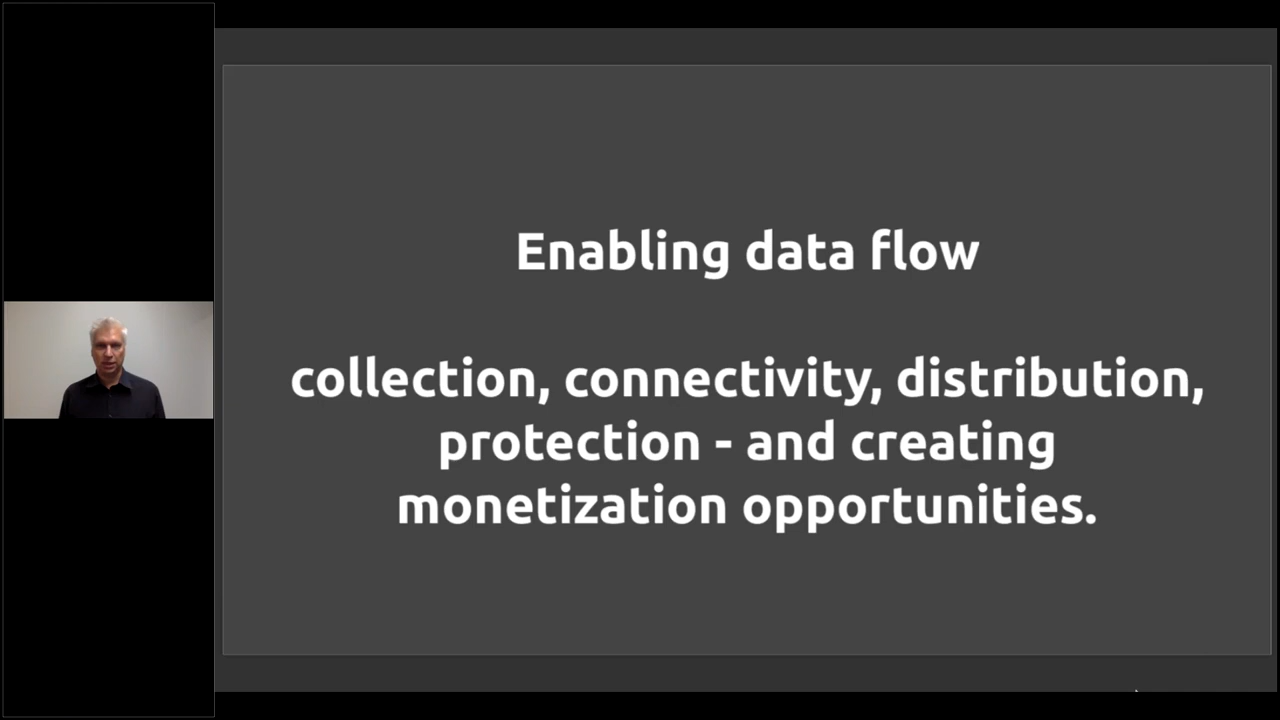 Enabling data flow
collection, connectivity, distribution,
protection - and creating
monetization opportunities.